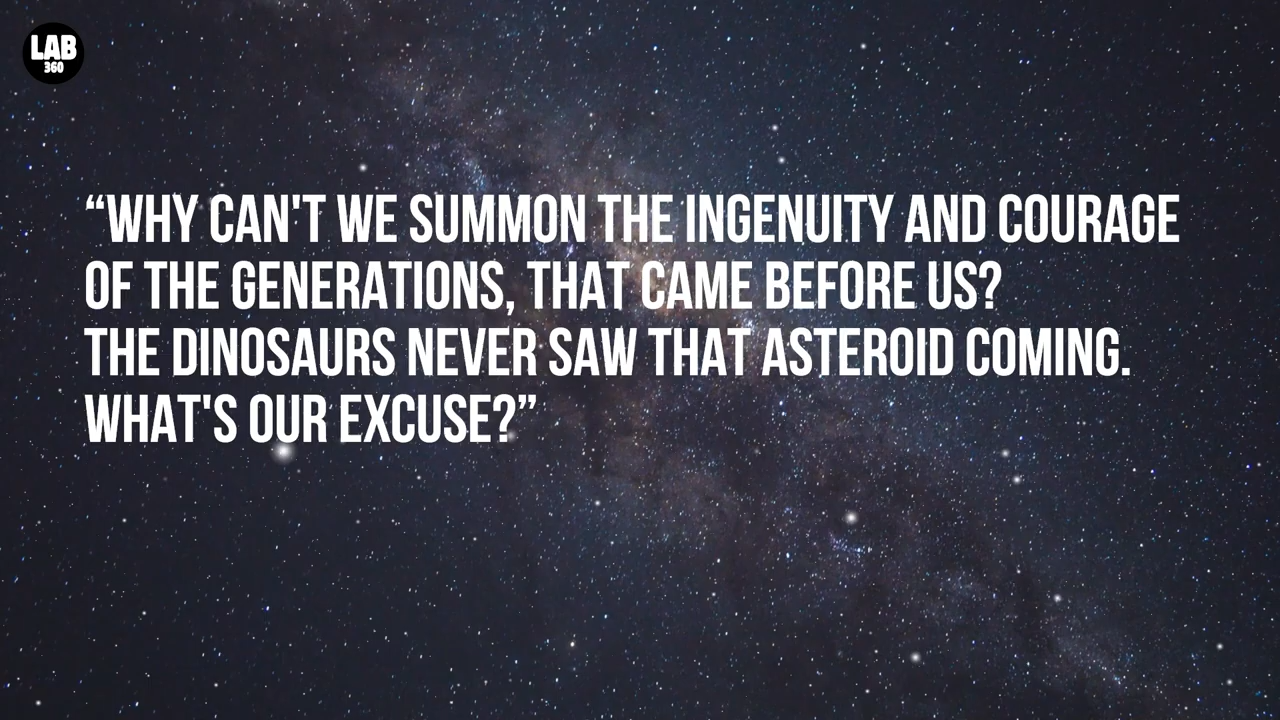 LAB
360
“WHY CAN'T WE SUMMON THE INGENUITY AND COURAGE
OF THE GENERATIONS, THAT CAME BEFORE US?
THE DINOSAURS NEVER SAW THAT ASTEROID COMING.
WHAT'S OUR EXCUSE?”